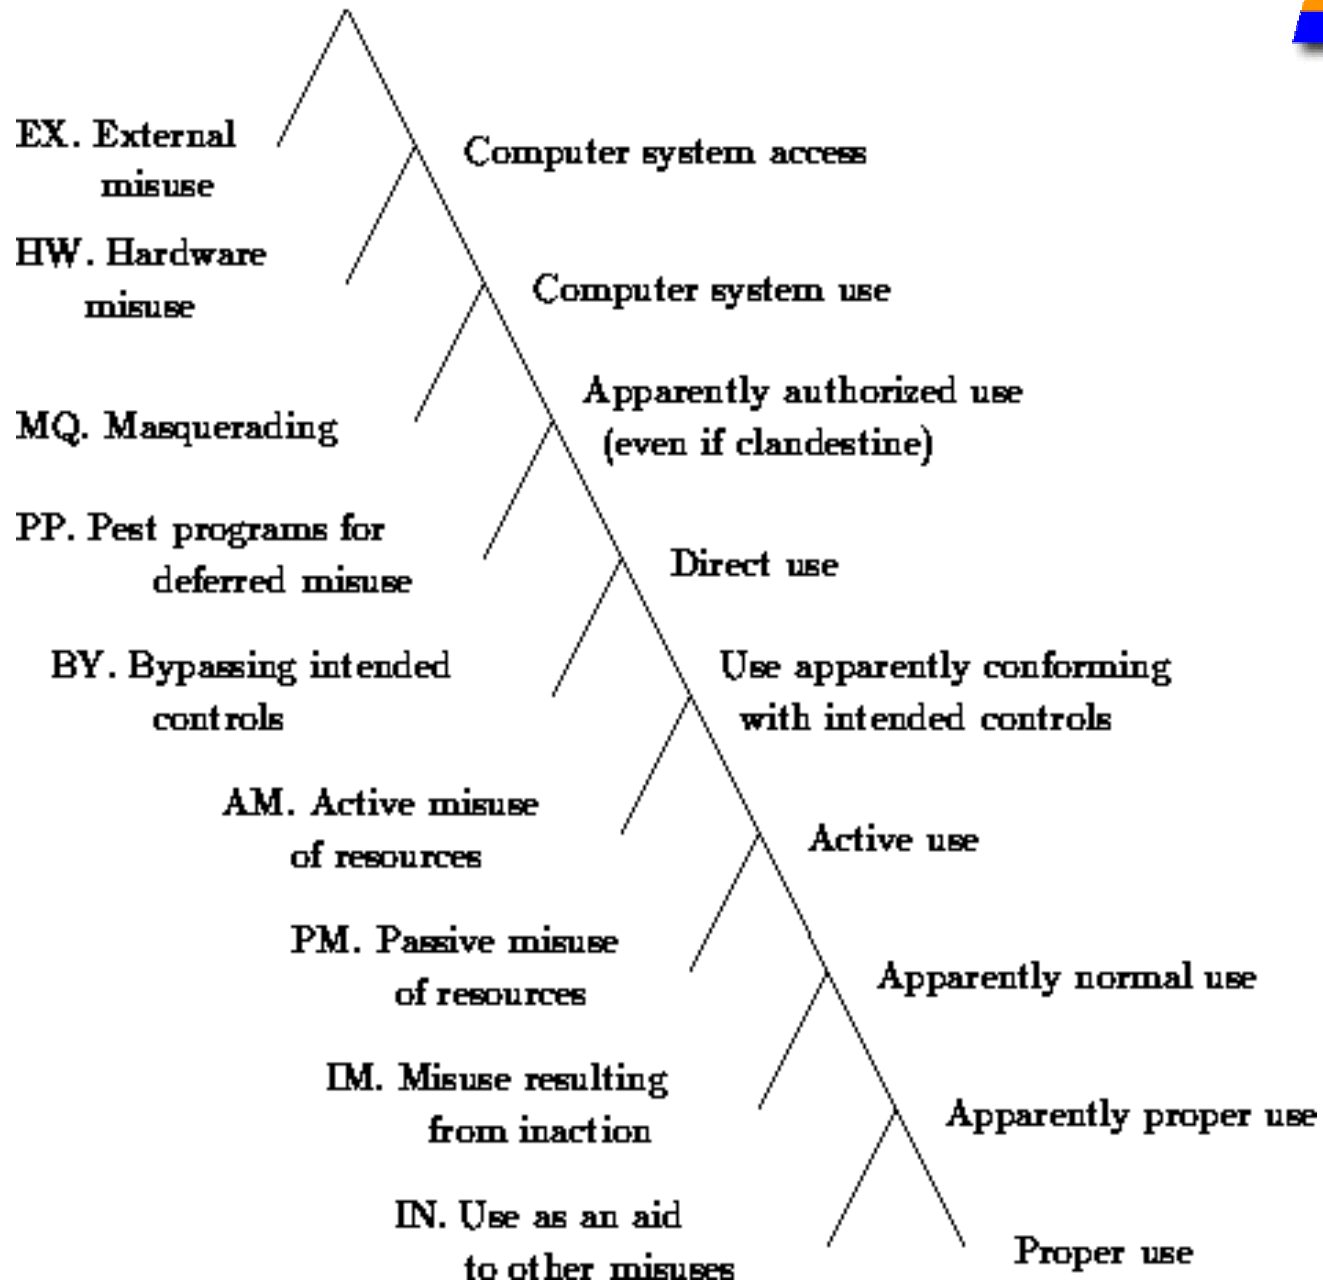 EX. External
misuse
Computer system access
HW. Hardware
misuse
Computer system use
Apparently authorized use
(even if clandestine)
MQ. Masquerading
PP. Pest programs for
deferred misuse
Direct use
BY. Bypassing intended
controls
Use apparently conforming
with intended controls
AM. Active misuse
of resources
Active use
PM. Passive misuse
of resources
Apparently normal use
IM. Misuse resulting
from inaction
Apparently proper use
IN. Use as an aid
to other misuses
Proper use